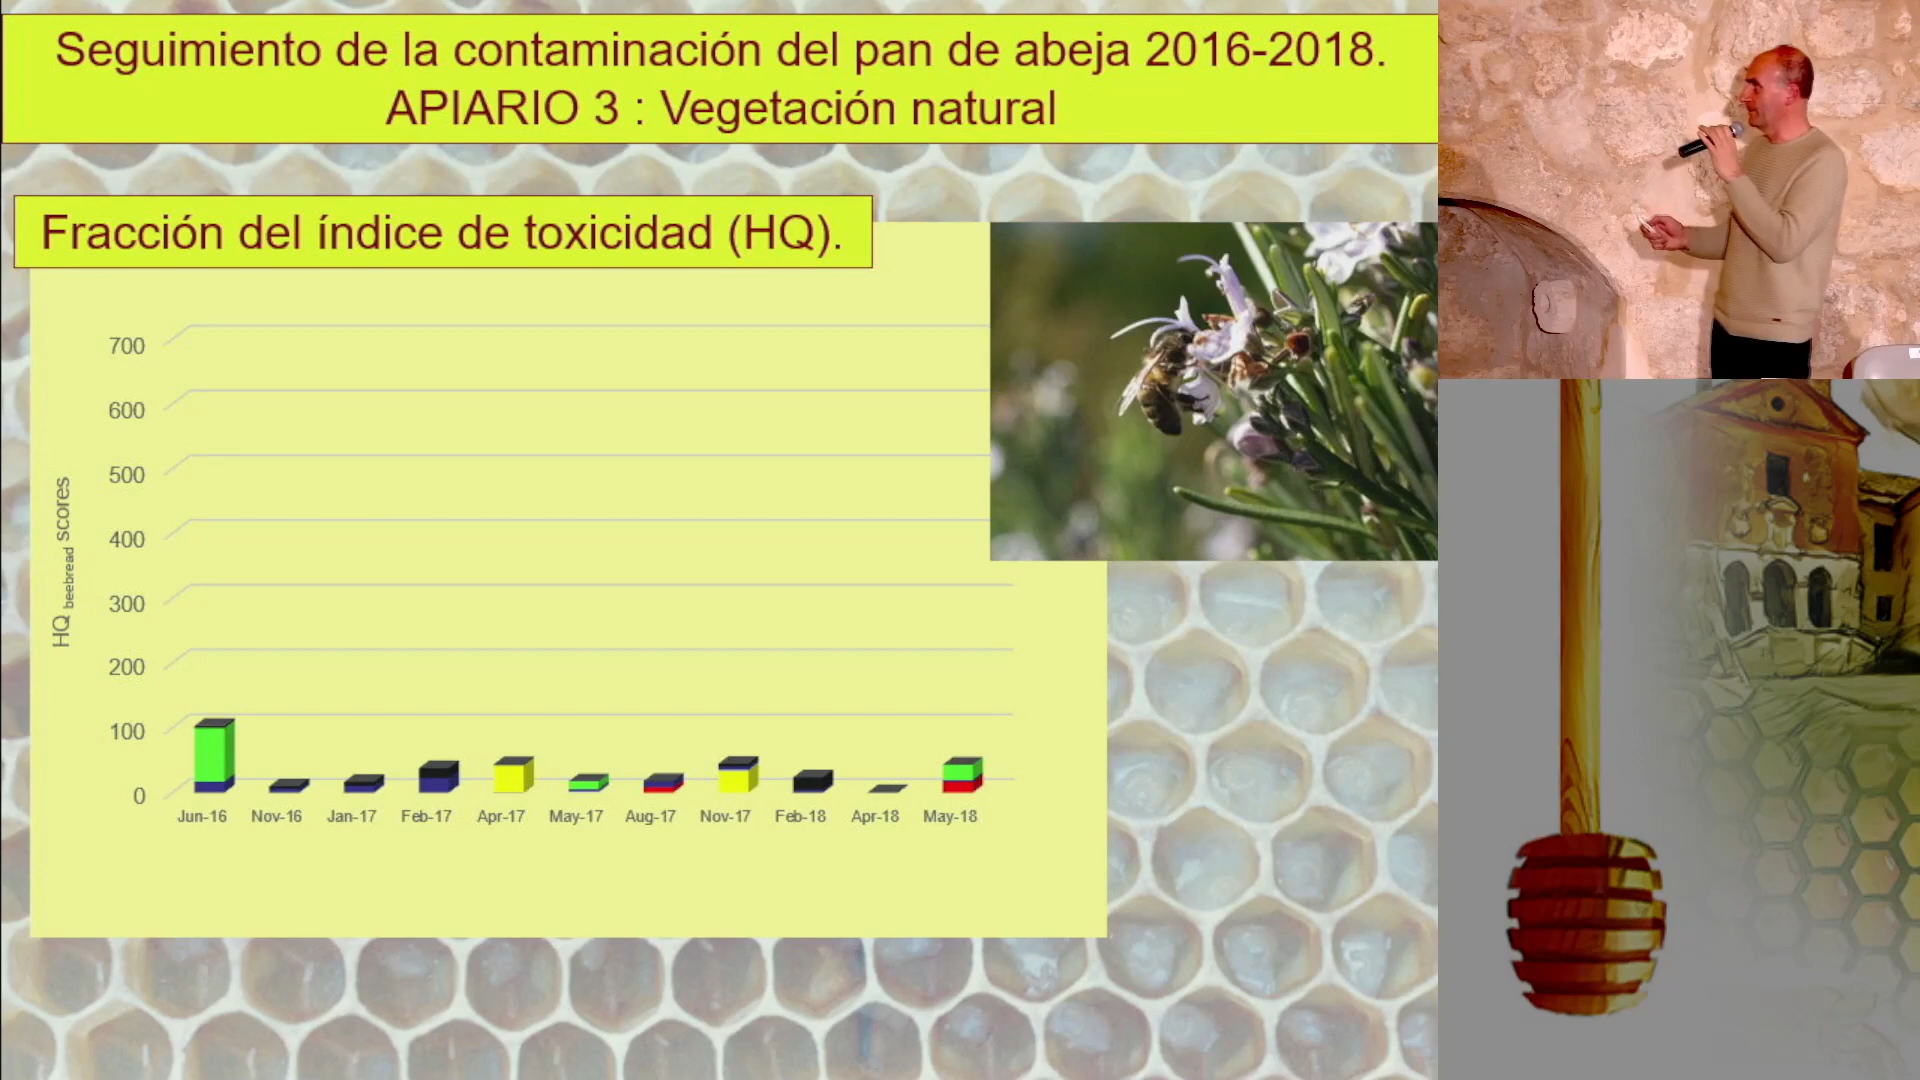 Seguimiento de la contaminación del pan de abeja 2016-2018.
APIARIO 3 : Vegetación natural
Fracción del índice de toxicidad (HQ).
HQ beebread scores
700
600
500
400
300
200
100
0
Jun-16 Nov-16 Jan-17 Feb-17 Apr-17 May-17 Aug-17 Nov-17 Feb-18 Apr-18 May-18